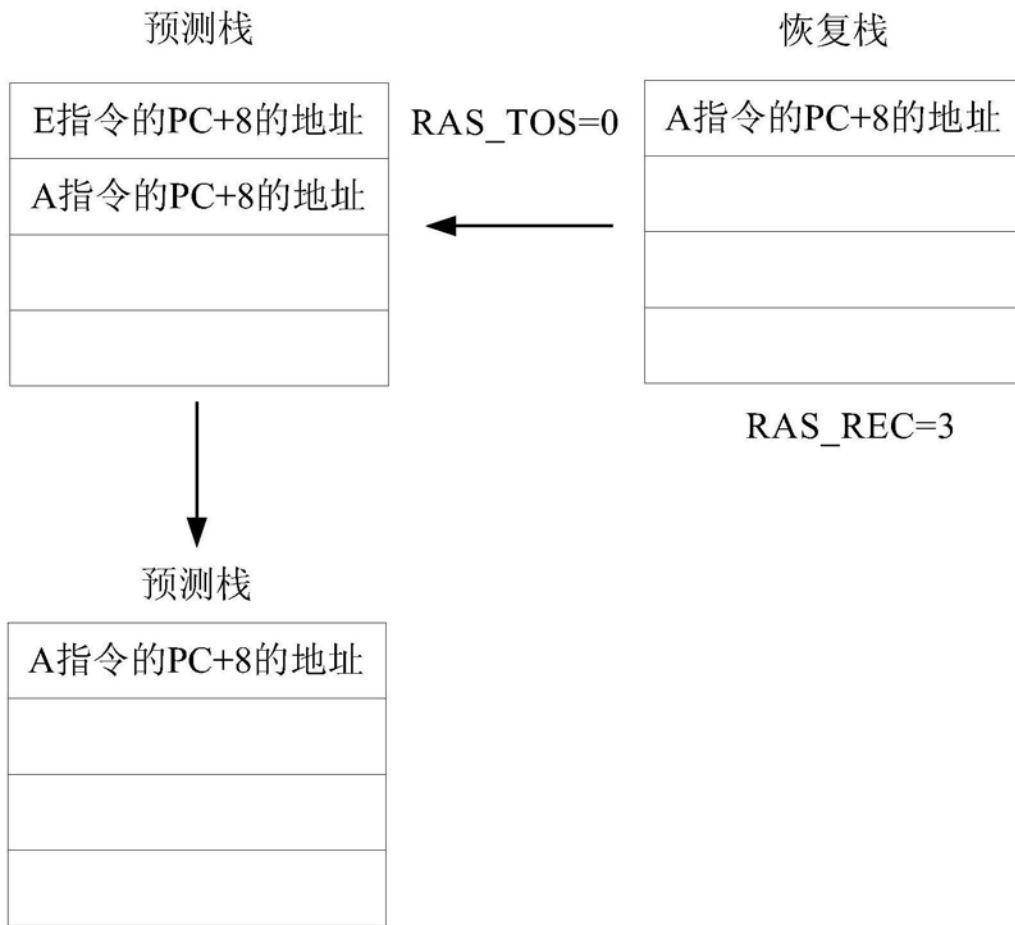 预测栈
恢复栈
E指令的PC+8的地址
RAS_TOS=0
A指令的PC+8的地址
A指令的PC+8的地址
RAS_REC=3
预测栈
A指令的PC+8的地址